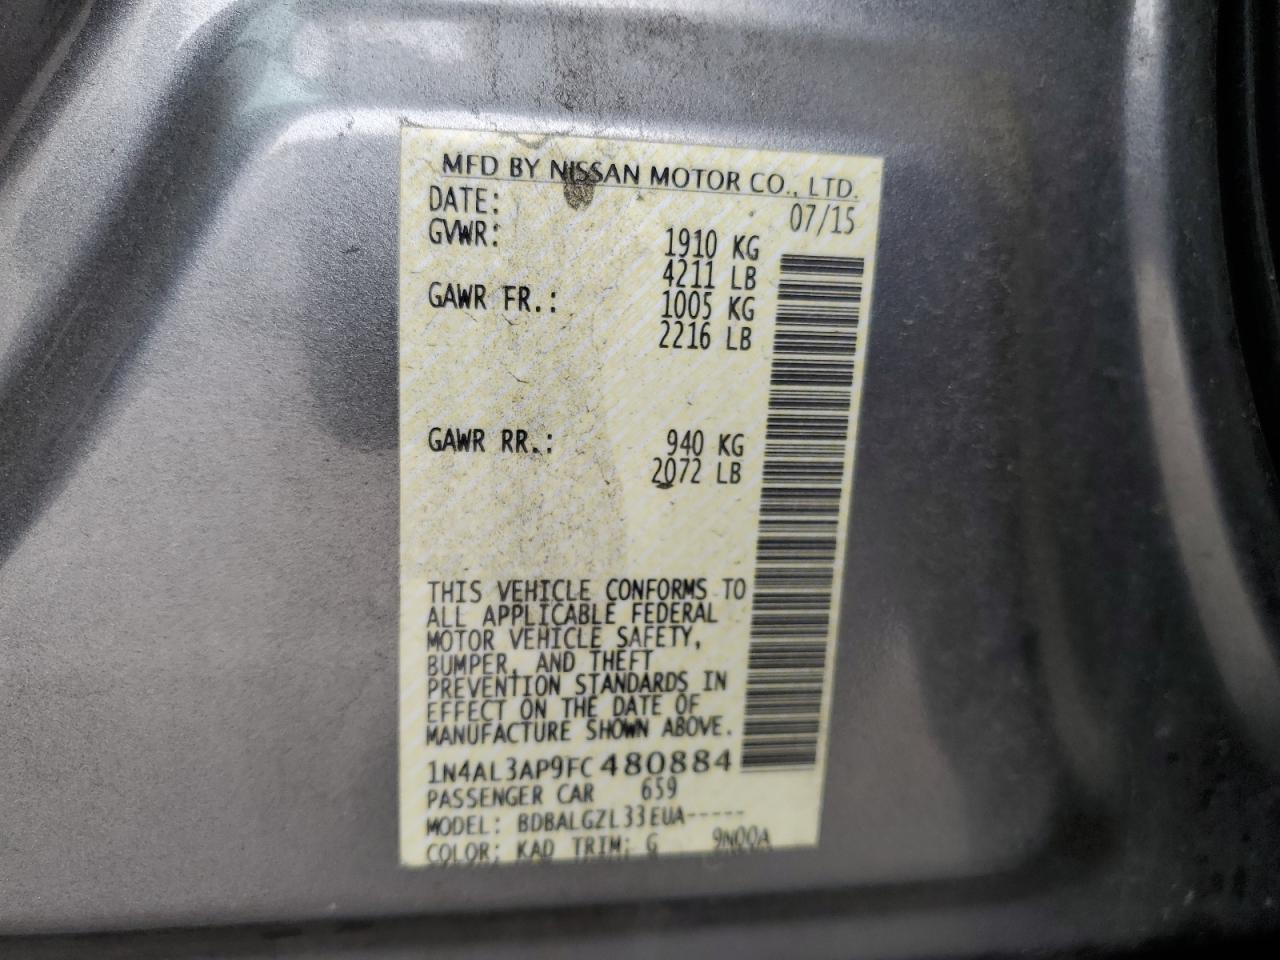 MFD BY NISSAN MOTOR CO., LTD.
DATE: 07/15
GVWR: 1910 KG
4211 LB
GAWR FR.: 1005 KG
2216 LB
GAWR RR.: 940 KG
2072 LB
THIS VEHICLE CONFORMS TO
ALL APPLICABLE FEDERAL
MOTOR VEHICLE SAFETY,
BUMPER, AND THEFT
PREVENTION STANDARDS IN
EFFECT ON THE DATE OF
MANUFACTURE SHOWN ABOVE.
1N4AL3AP9FC480884
PASSENGER CAR 659
MODEL: BDBALGZL33EUA-----
COLOR: KAD TRIM: G 9N00A